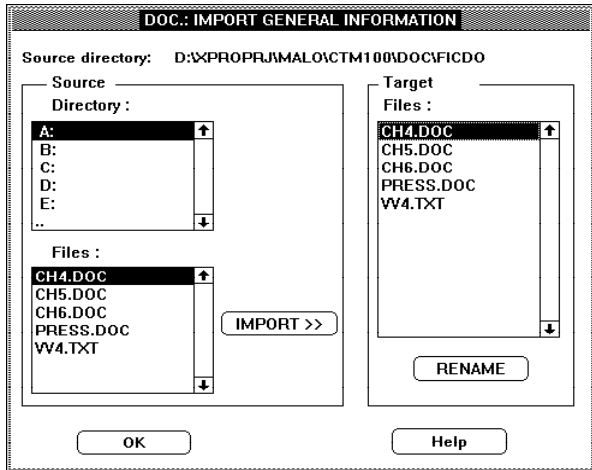 DOC.: IMPORT GENERAL INFORMATION
Source directory: D:\XPROPRJ\MALO\CTM100\DOC\FICDO
Source
Directory :
A:
B:
C:
D:
E:
..
Files :
CH4.DOC
CH5.DOC
CH6.DOC
PRESS.DOC
VV4.TXT
IMPORT >>
Target
Files :
CH4.DOC
CH5.DOC
CH6.DOC
PRESS.DOC
VV4.TXT
RENAME
OK
Help